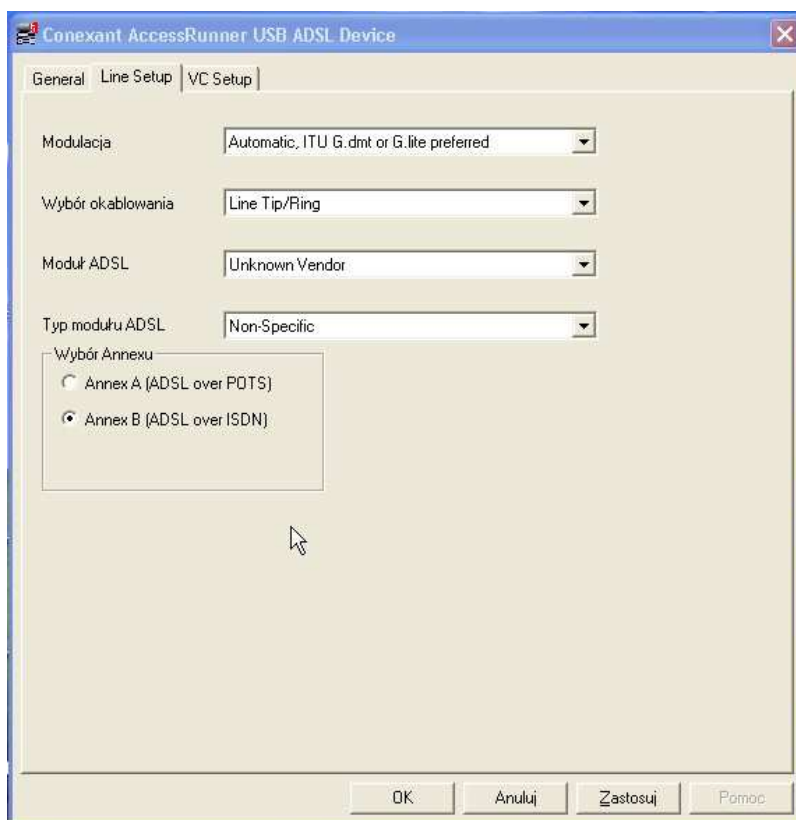 Conexant AccessRunner USB ADSL Device
General Line Setup VC Setup
Modulacja Automatic, ITU G.dmt or G.lite preferred
Wybór okablowania Line Tip/Ring
Moduł ADSL Unknown Vendor
Typ modułu ADSL Non-Specific
Wybór Annexu
Annex A (ADSL over POTS)
Annex B (ADSL over ISDN)
OK Anuluj Zastosuj Pomoc